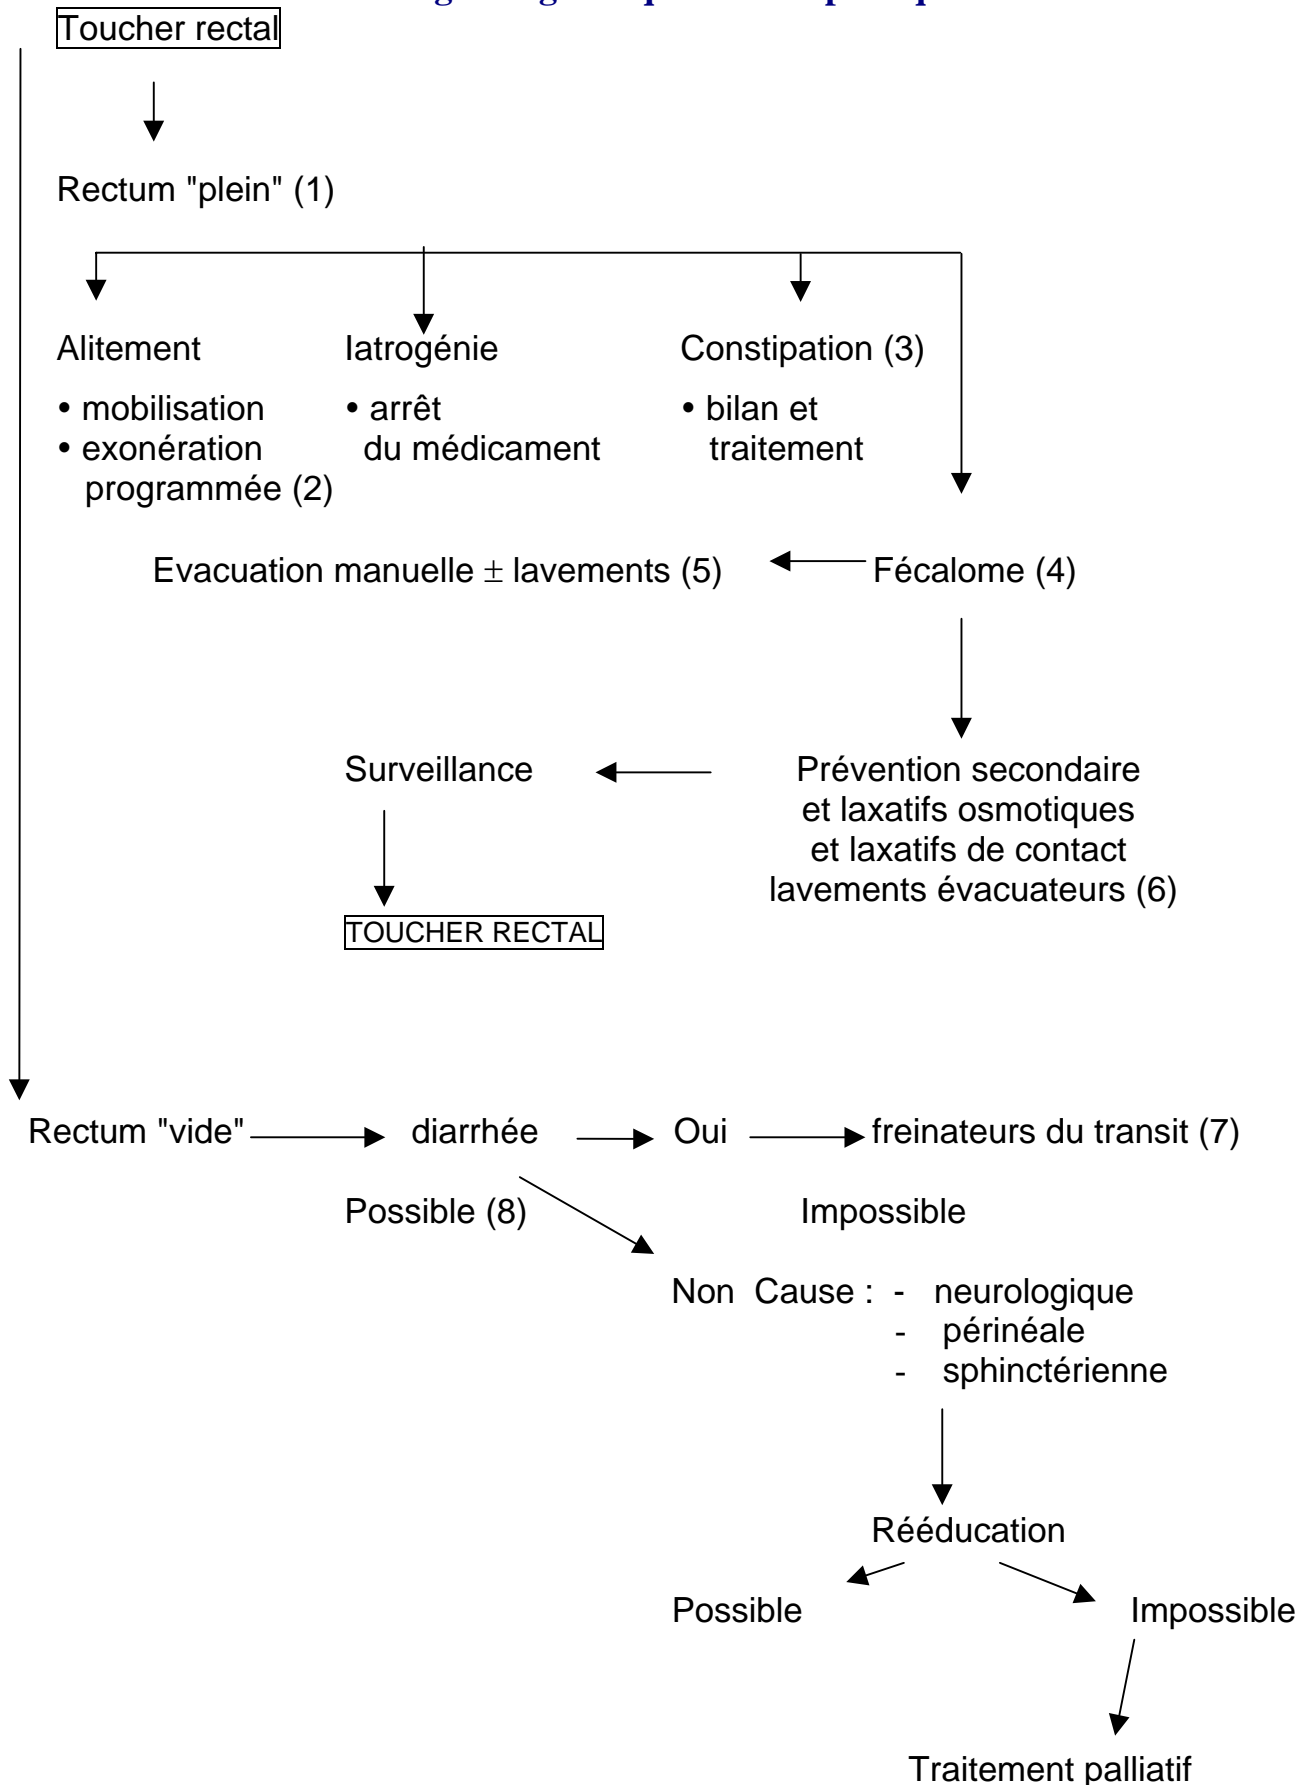 Toucher rectal
Rectum "plein" (1)
Alitement
• mobilisation
• exonération
programmée (2)
Iatrogénie
• arrêt
du médicament
Constipation (3)
• bilan et
traitement
Evacuation manuelle ± lavements (5)
Fécalome (4)
Surveillance
Prévention secondaire
et laxatifs osmotiques
et laxatifs de contact
lavements évacuateurs (6)
TOUCHER RECTAL
Rectum "vide"
diarrhée
Oui
freinateurs du transit (7)
Possible (8)
Impossible
Non Cause : - neurologique
- périnéale
- sphinctérienne
Rééducation
Possible
Impossible
Traitement palliatif